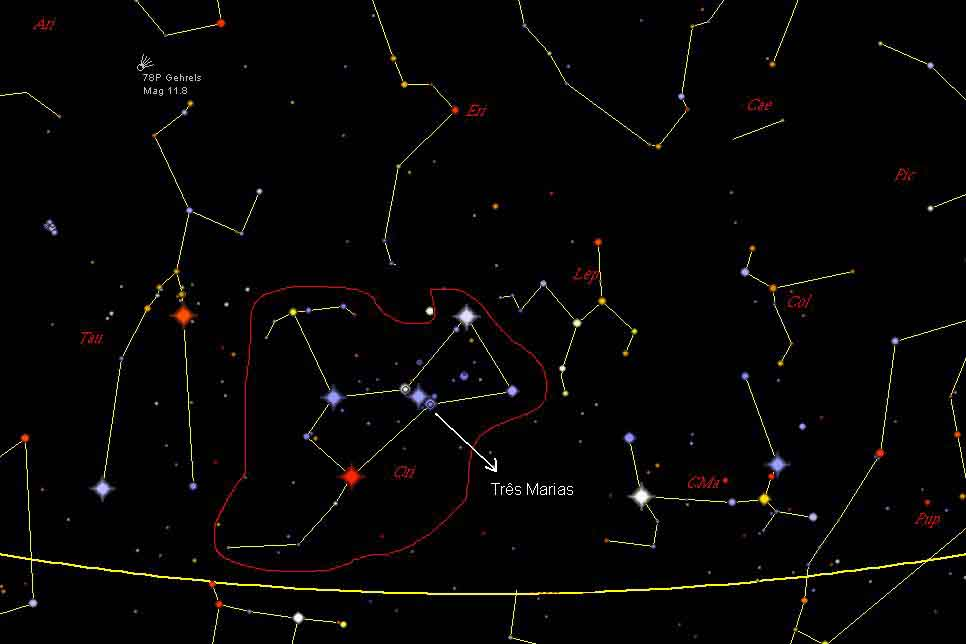 Ari
78P Gehrels
Mag 11.8
Eri
Cae
Pic
Lep
Col
Tau
Ori
Três Marias
CMa
Pup